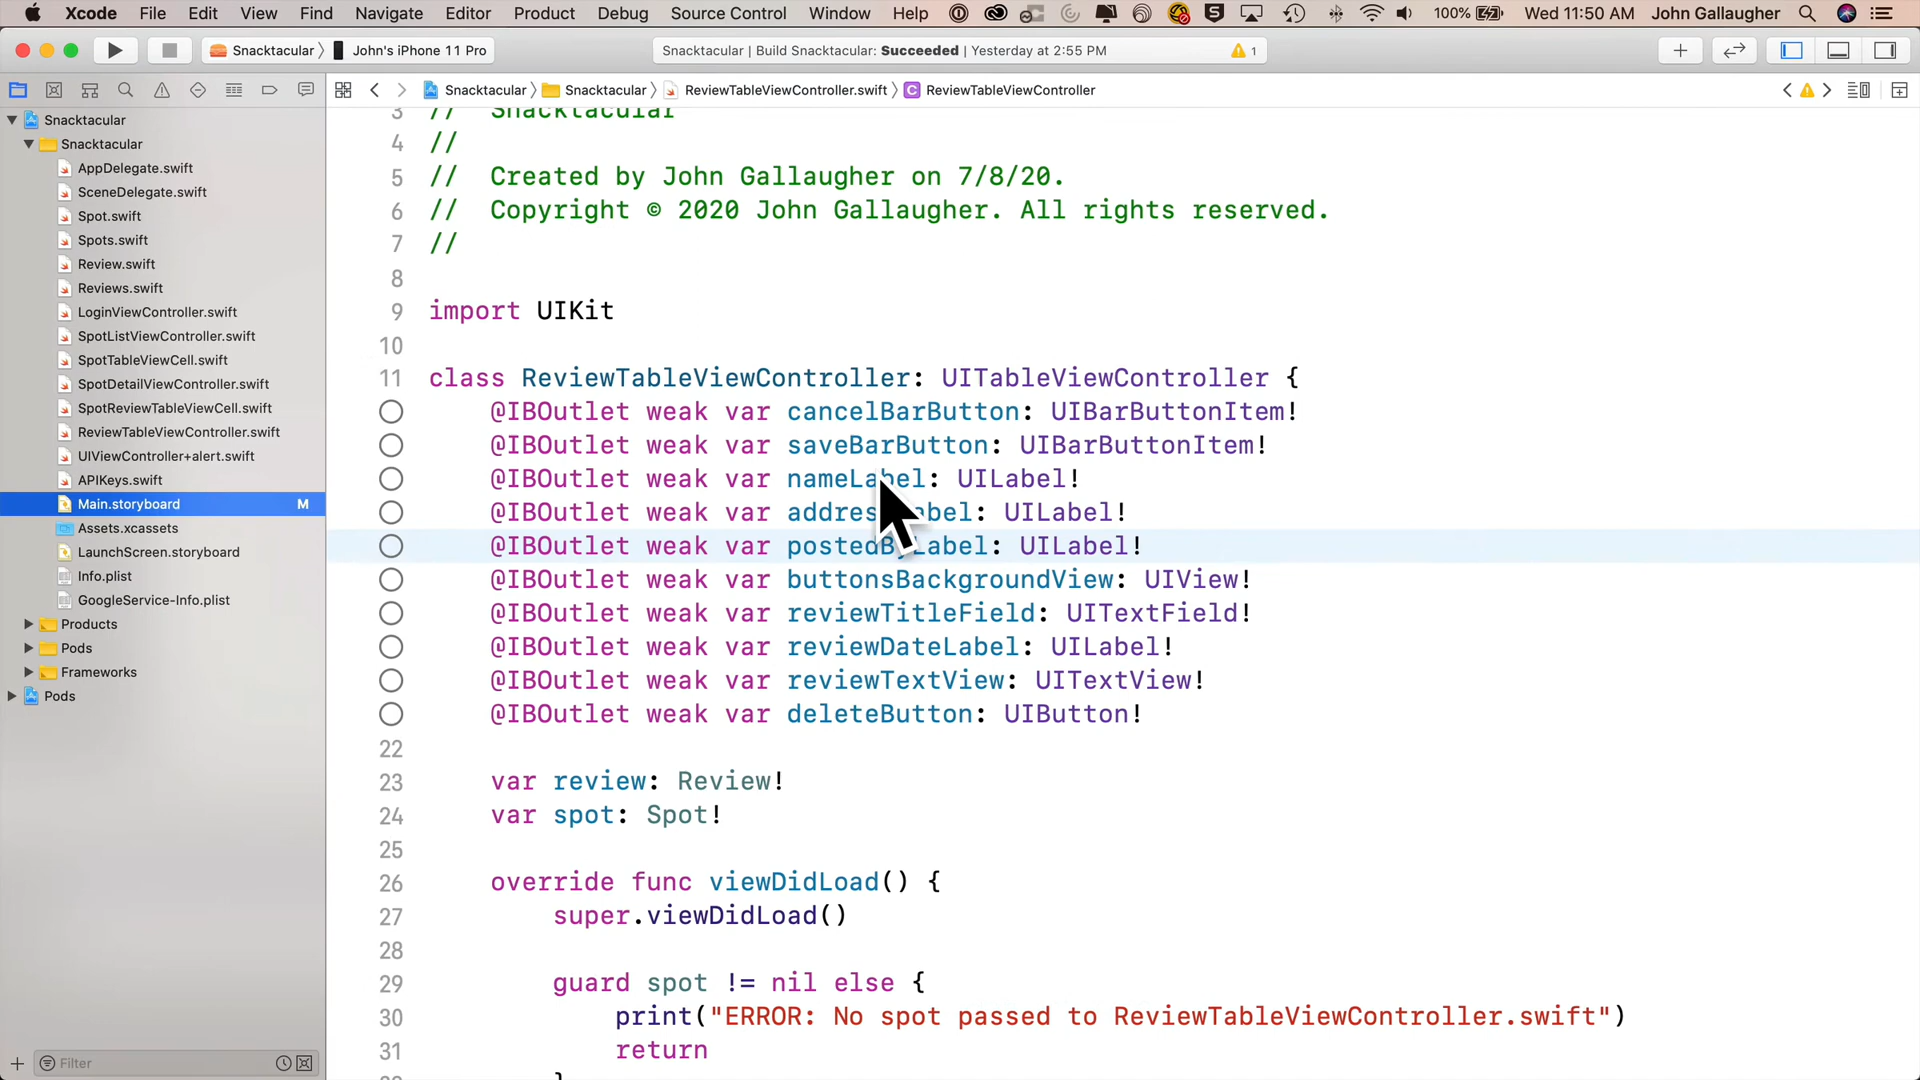 Xcode File Edit View Find Navigate Editor Product Debug Source Control Window Help 100% Wed 11:50 AM John Gallaugher
Snacktacular 〉 John's iPhone 11 Pro Snacktacular | Build Snacktacular: Succeeded | Yesterday at 2:55 PM 1
Snacktacular 〉 Snacktacular 〉 ReviewTableViewController.swift 〉 C ReviewTableViewController
Snacktacular
Snacktacular
AppDelegate.swift
SceneDelegate.swift
Spot.swift
Spots.swift
Review.swift
Reviews.swift
LoginViewController.swift
SpotListViewController.swift
SpotTableViewCell.swift
SpotDetailViewController.swift
SpotReviewTableViewCell.swift
ReviewTableViewController.swift
UIViewController+alert.swift
APIKeys.swift
Main.storyboard M
Assets.xcassets
LaunchScreen.storyboard
Info.plist
GoogleService-Info.plist
Products
Pods
Frameworks
Pods
Filter
3 // Snacktacular
4 //
5 // Created by John Gallaugher on 7/8/20.
6 // Copyright © 2020 John Gallaugher. All rights reserved.
7 //
8
9 import UIKit
10
11 class ReviewTableViewController: UITableViewController {
@IBOutlet weak var cancelBarButton: UIBarButtonItem!
@IBOutlet weak var saveBarButton: UIBarButtonItem!
@IBOutlet weak var nameLabel: UILabel!
@IBOutlet weak var addressLabel: UILabel!
@IBOutlet weak var postedByLabel: UILabel!
@IBOutlet weak var buttonsBackgroundView: UIView!
@IBOutlet weak var reviewTitleField: UITextField!
@IBOutlet weak var reviewDateLabel: UILabel!
@IBOutlet weak var reviewTextView: UITextView!
@IBOutlet weak var deleteButton: UIButton!
22
23 var review: Review!
24 var spot: Spot!
25
26 override func viewDidLoad() {
27 super.viewDidLoad()
28
29 guard spot != nil else {
30 print("ERROR: No spot passed to ReviewTableViewController.swift")
31 return
}